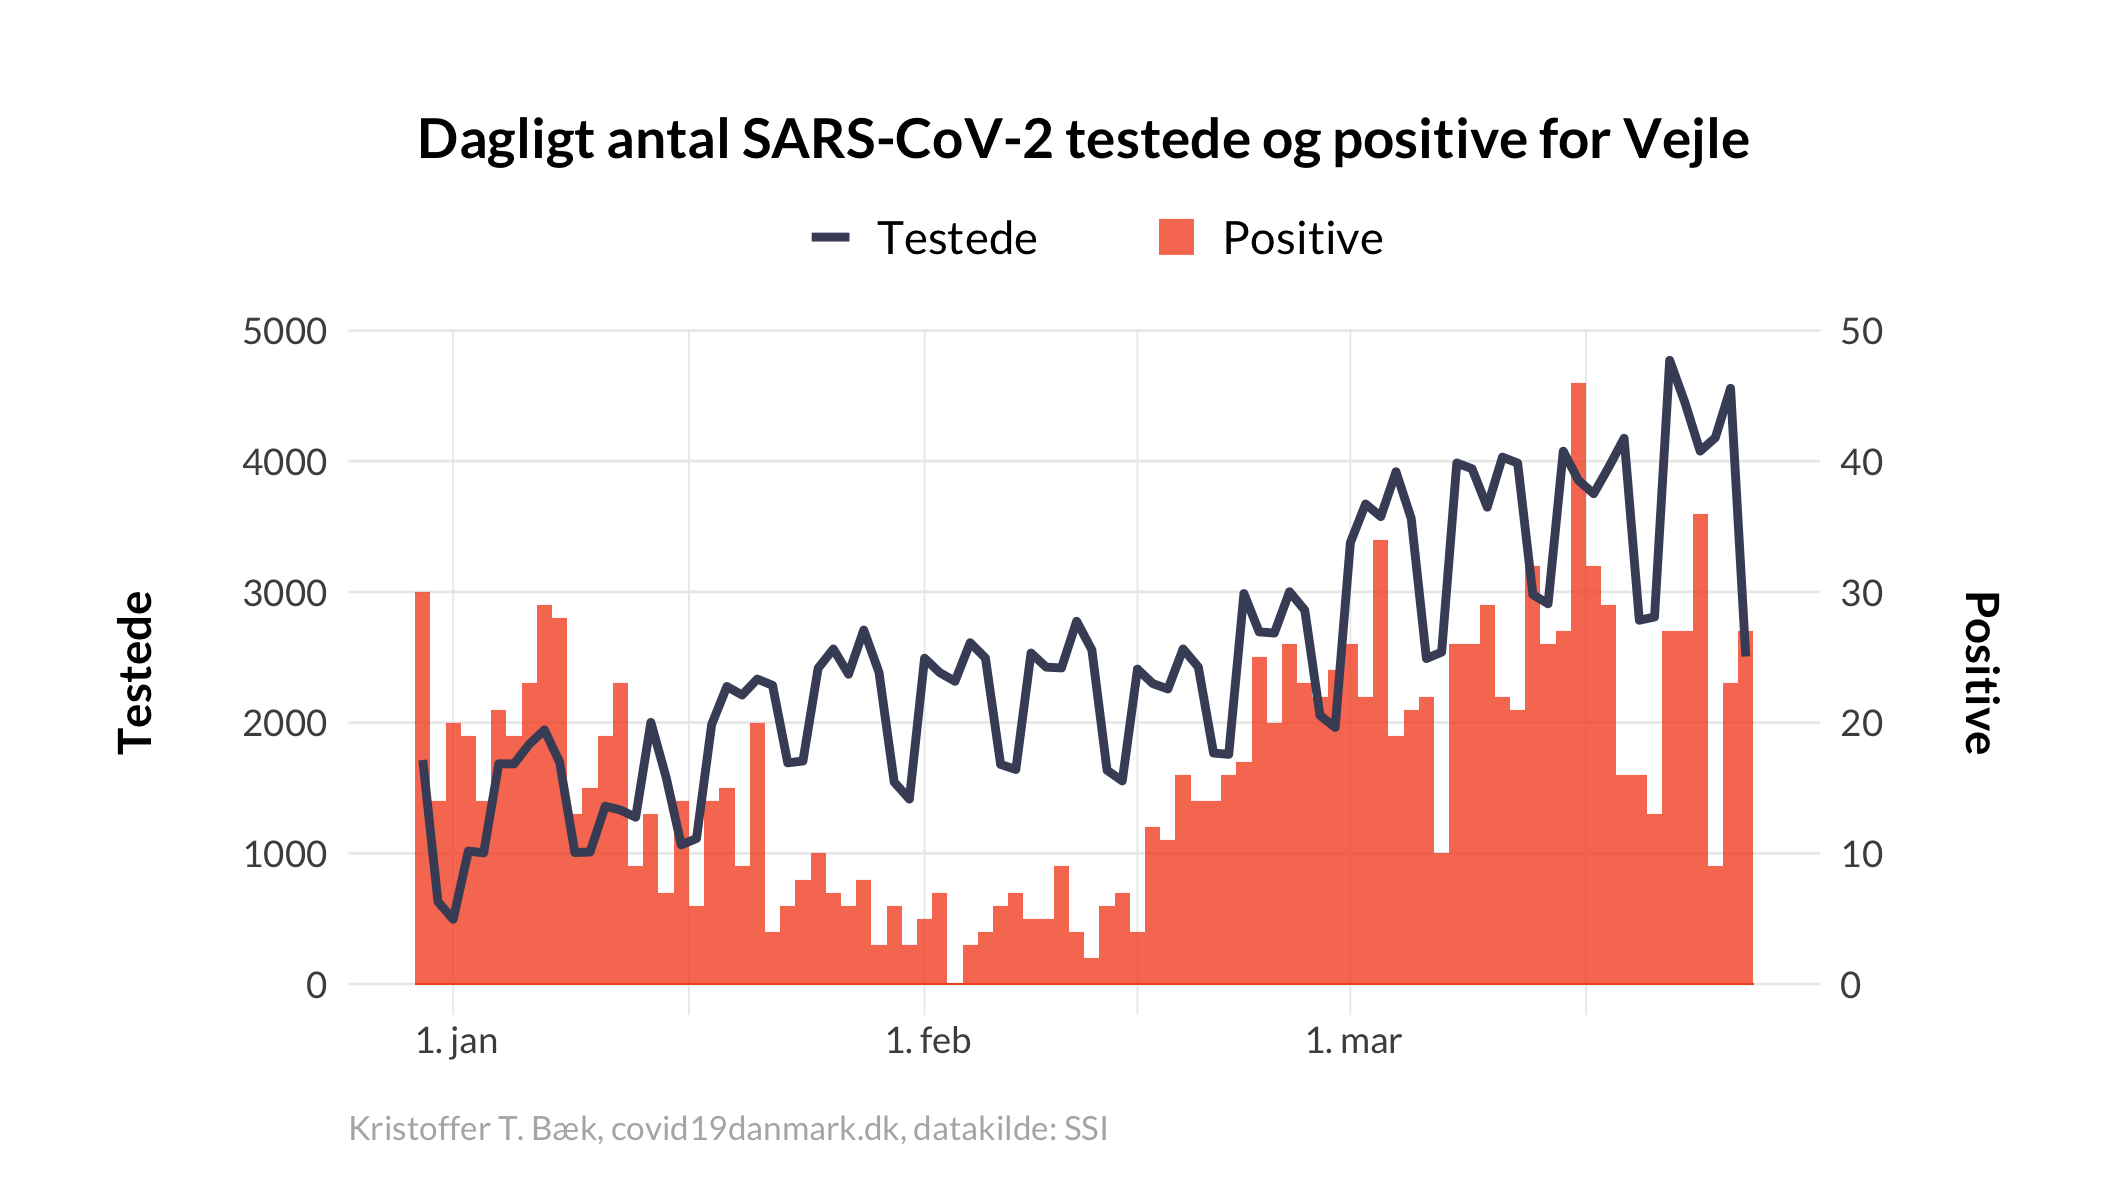 Dagligt antal SARS-CoV-2 testede og positive for Vejle
Testede Positive
5000 50
4000 40
3000 30
2000 20
1000 10
0 0
Testede
Positive
1. jan 1. feb 1. mar
Kristoffer T. Bæk, covid19danmark.dk, datakilde: SSI